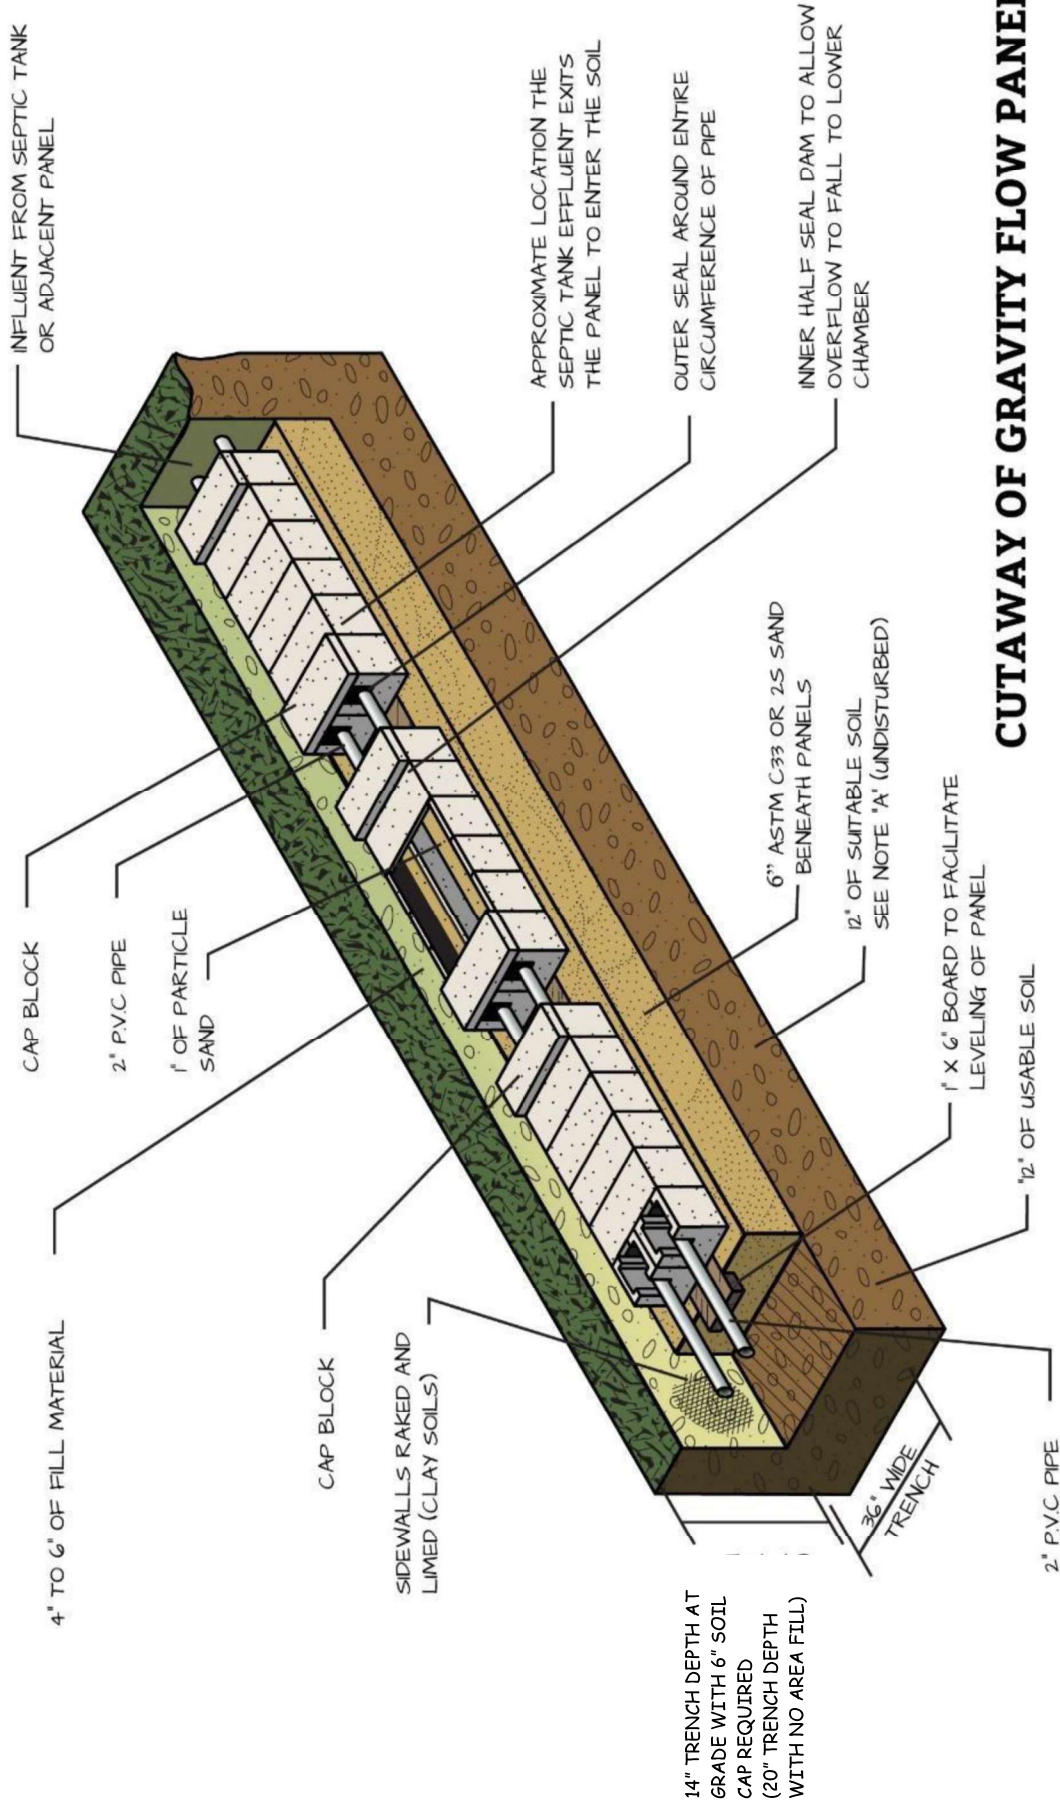 INFLUENT FROM SEPTIC TANK
OR ADJACENT PANEL
CAP BLOCK
2" P.V.C PIPE
1" OF PARTICLE
SAND
4" TO 6" OF FILL MATERIAL
CAP BLOCK
SIDEWALLS RAKED AND
LIMED (CLAY SOILS)
APPROXIMATE LOCATION THE
SEPTIC TANK EFFLUENT EXITS
THE PANEL TO ENTER THE SOIL
OUTER SEAL AROUND ENTIRE
CIRCUMFERENCE OF PIPE
INNER HALF SEAL DAM TO ALLOW
OVERFLOW TO FALL TO LOWER
CHAMBER
6" ASTM C33 OR 2S SAND
BENEATH PANELS
12" OF SUITABLE SOIL
SEE NOTE "A" (UNDISTURBED)
1" X 6" BOARD TO FACILITATE
LEVELING OF PANEL
"12" OF USABLE SOIL
14" TRENCH DEPTH AT
GRADE WITH 6" SOIL
CAP REQUIRED
(20" TRENCH DEPTH
WITH NO AREA FILL)
36" WIDE
TRENCH
2" P.V.C PIPE
CUTAWAY OF GRAVITY FLOW